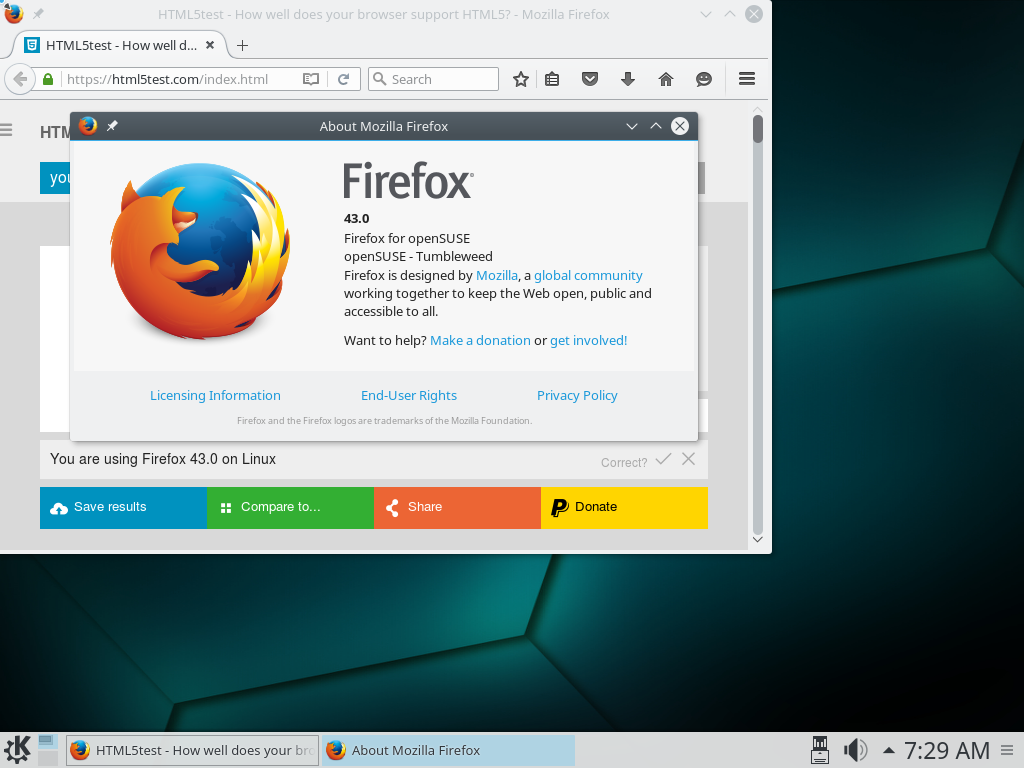 HTML5test - How well does your browser support HTML5? - Mozilla Firefox
HTML5test - How well d...
https://html5test.com/index.html
Search
About Mozilla Firefox
Firefox
43.0
Firefox for openSUSE
openSUSE - Tumbleweed
Firefox is designed by Mozilla, a global community
working together to keep the Web open, public and
accessible to all.
Want to help? Make a donation or get involved!
Licensing Information End-User Rights Privacy Policy
Firefox and the Firefox logos are trademarks of the Mozilla Foundation.
You are using Firefox 43.0 on Linux
Correct?
Save results Compare to... Share Donate
HTML5test - How well does your br
About Mozilla Firefox
7:29 AM